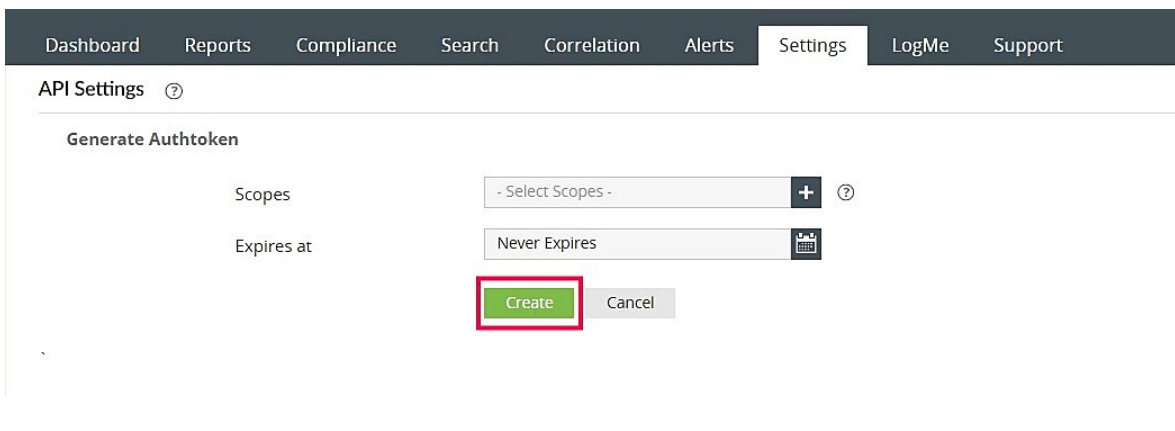 Dashboard Reports Compliance Search Correlation Alerts Settings LogMe Support
API Settings ?
Generate Authtoken
Scopes - Select Scopes - + ?
Expires at Never Expires
Create Cancel
`